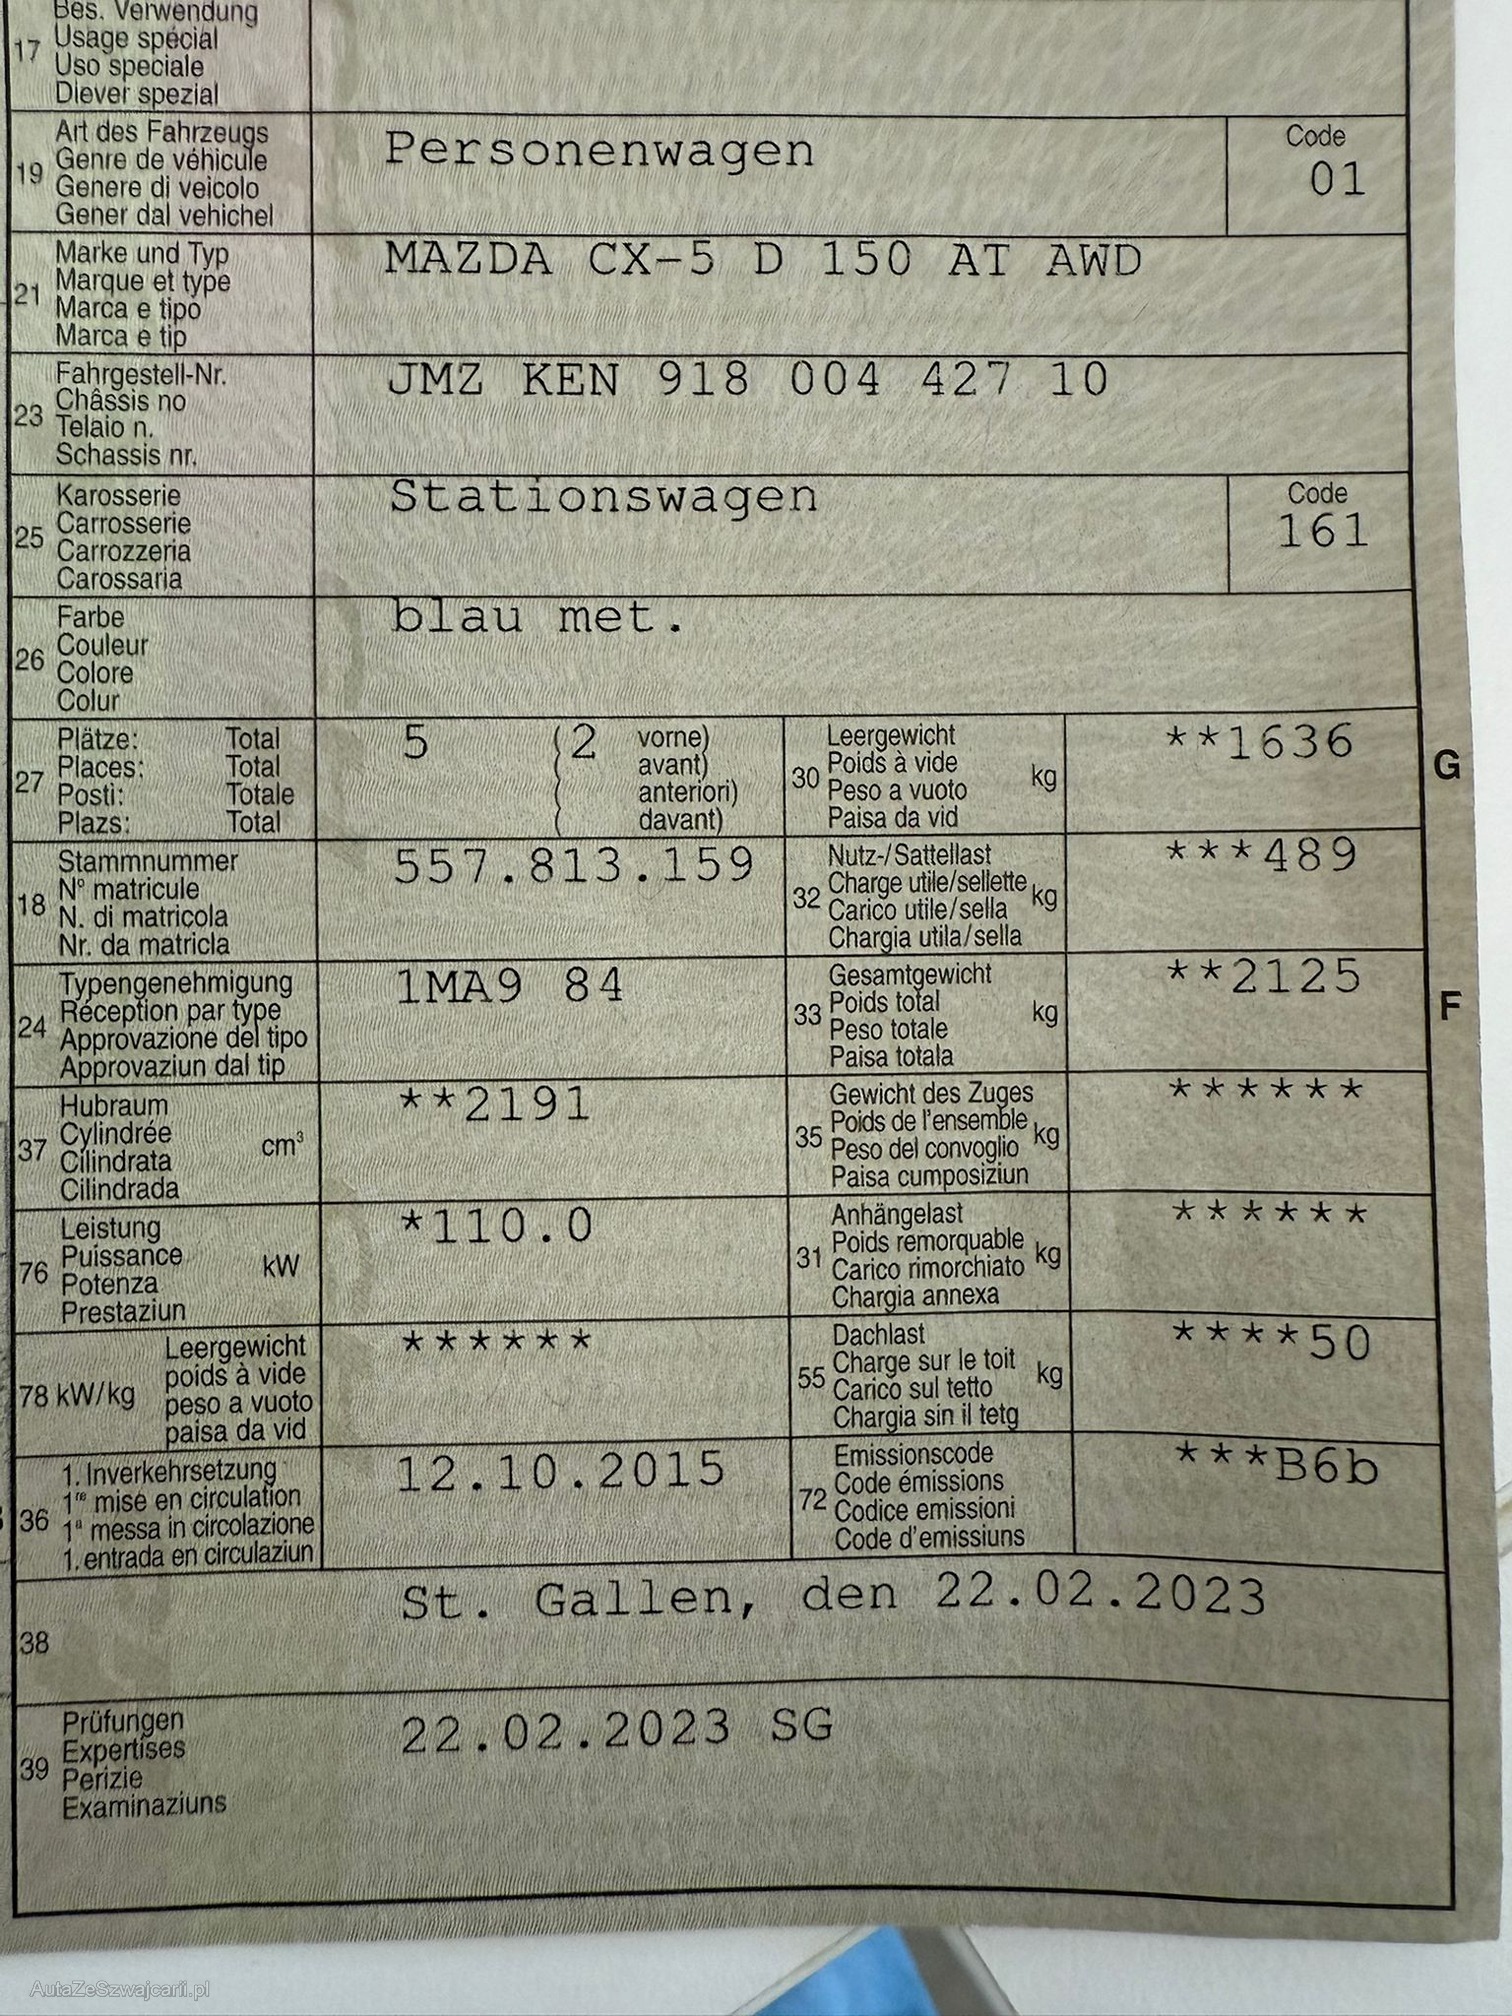 Bes. Verwendung
17 Usage spécial
Uso speciale
Diever spezial
Art des Fahrzeugs
19 Genre de véhicule
Genere di veicolo
Gener dal vehichel
Personenwagen
Code
01
Marke und Typ
21 Marque et type
Marca e tipo
Marca e tip
MAZDA CX-5 D 150 AT AWD
Fahrgestell-Nr.
23 Châssis no
Telaio n.
Schassis nr.
JMZ KEN 918 004 427 10
Karosserie
25 Carrosserie
Carrozzeria
Carossaria
Stationswagen
Code
161
Farbe
26 Couleur
Colore
Colur
blau met.
Plätze: Total
27 Places: Total
Posti: Totale
Plazs: Total
5 (2 vorne)
( avant)
( anteriori)
( davant)
Leergewicht
30 Poids à vide kg
Peso a vuoto
Paisa da vid
**1636
G
Stammnummer
18 N° matricule
N. di matricola
Nr. da matricla
557.813.159
Nutz-/Sattellast
32 Charge utile/sellette kg
Carico utile/sella
Chargia utila/sella
***489
Typengenehmigung
24 Réception par type
Approvazione del tipo
Approvaziun dal tip
1MA9 84
Gesamtgewicht
33 Poids total kg
Peso totale
Paisa totala
**2125
F
Hubraum
37 Cylindrée cm³
Cilindrata
Cilindrada
**2191
Gewicht des Zuges
35 Poids de l'ensemble kg
Peso del convoglio
Paisa cumposiziun
******
Leistung
76 Puissance kW
Potenza
Prestaziun
*110.0
Anhängelast
31 Poids remorquable kg
Carico rimorchiato
Chargia annexa
******
Leergewicht
78 kW/kg poids à vide
peso a vuoto
paisa da vid
******
Dachlast
55 Charge sur le toit kg
Carico sul tetto
Chargia sin il tetg
****50
1. Inverkehrsetzung
36 1re mise en circulation
1a messa in circolazione
1. entrada en circulaziun
12.10.2015
Emissionscode
72 Code émissions
Codice emissioni
Code d'emissiuns
***B6b
38
St. Gallen, den 22.02.2023
Prüfungen
39 Expertises
Perizie
Examinaziuns
22.02.2023 SG
AutaZeSzwajcarii.pl